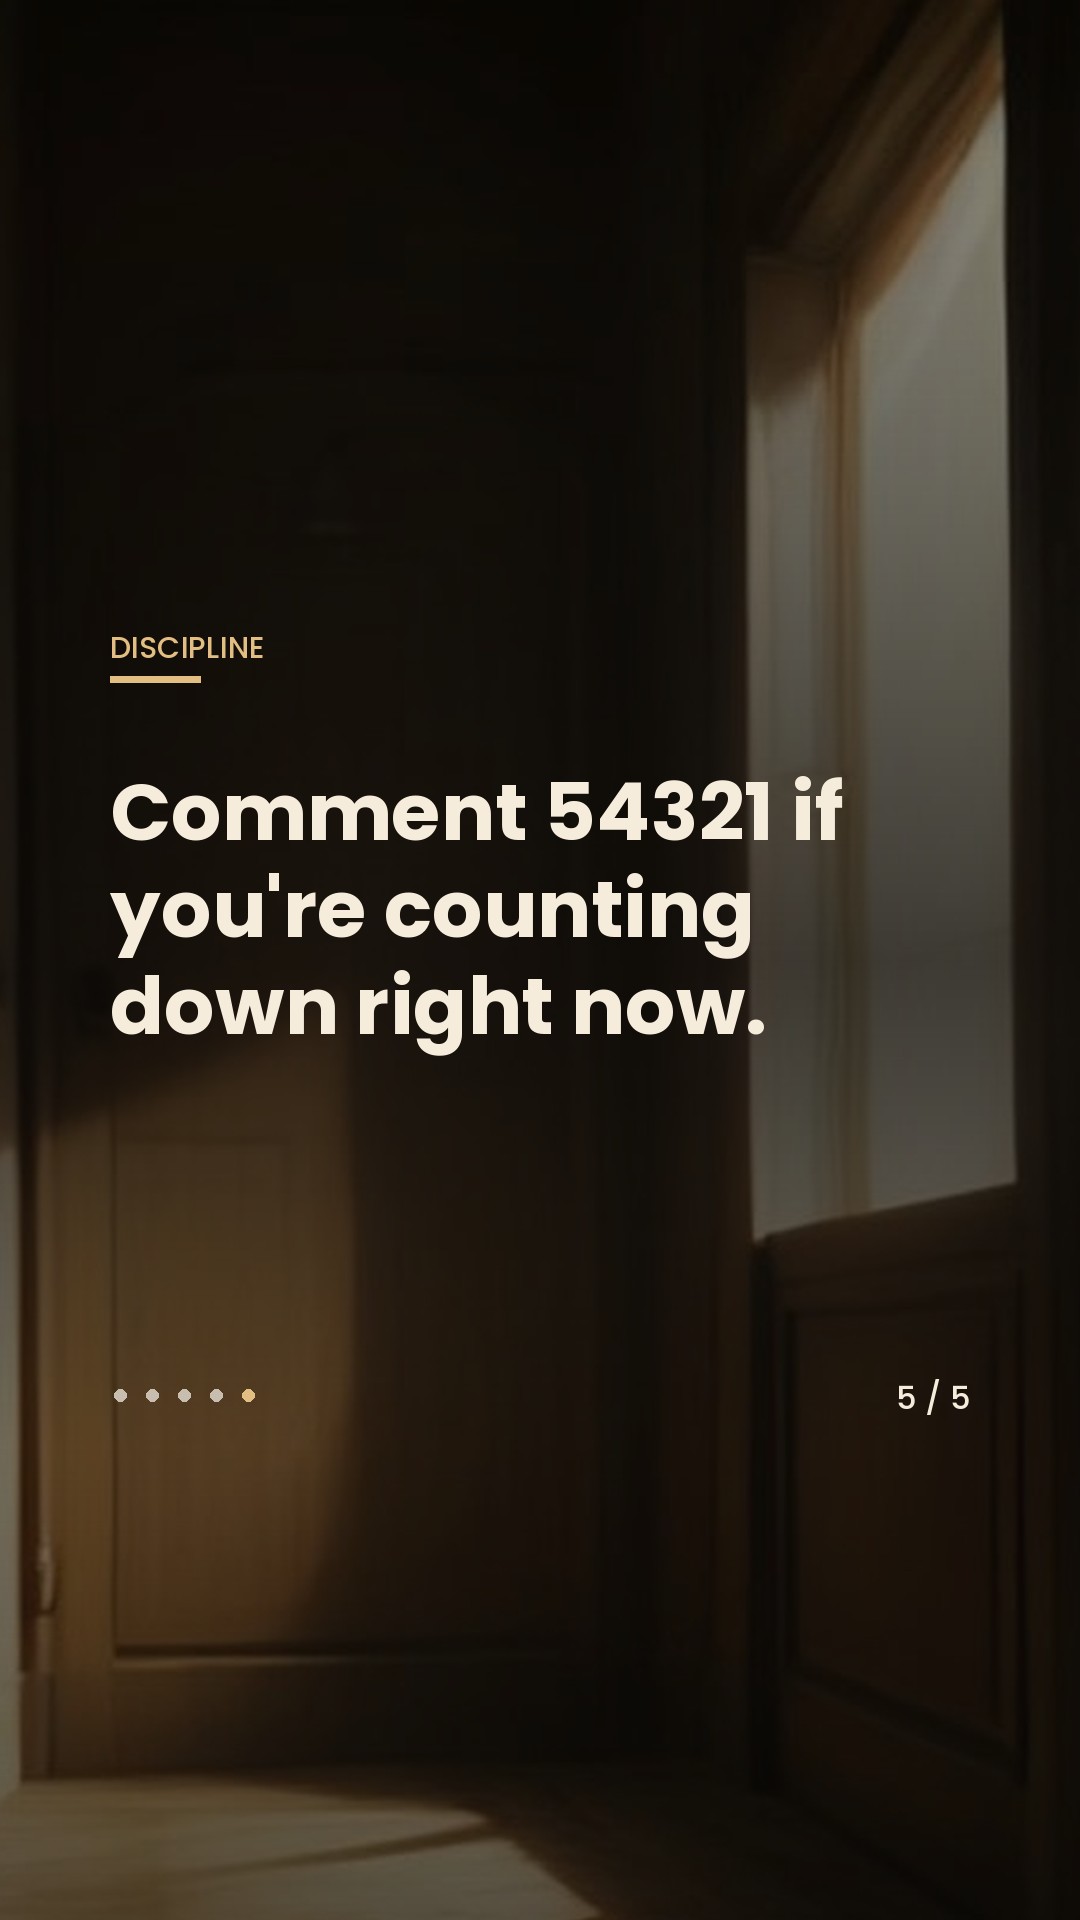 DISCIPLINE
Comment 54321 if
you're counting
down right now.
5 / 5